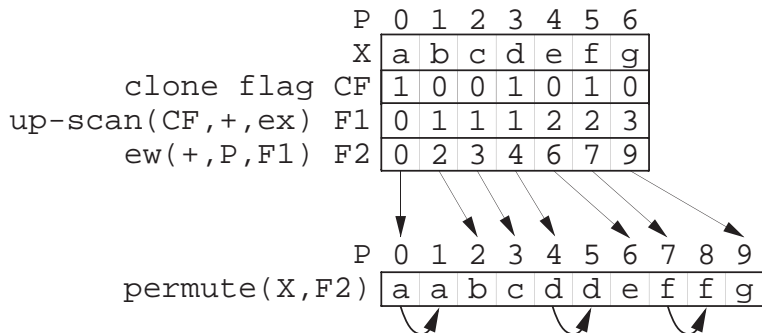 P 0 1 2 3 4 5 6
X a b c d e f g
clone flag CF 1 0 0 1 0 1 0
up-scan(CF,+,ex) F1 0 1 1 1 2 2 3
ew(+,P,F1) F2 0 2 3 4 6 7 9
P 0 1 2 3 4 5 6 7 8 9
permute(X,F2) a a b c d d e f f g